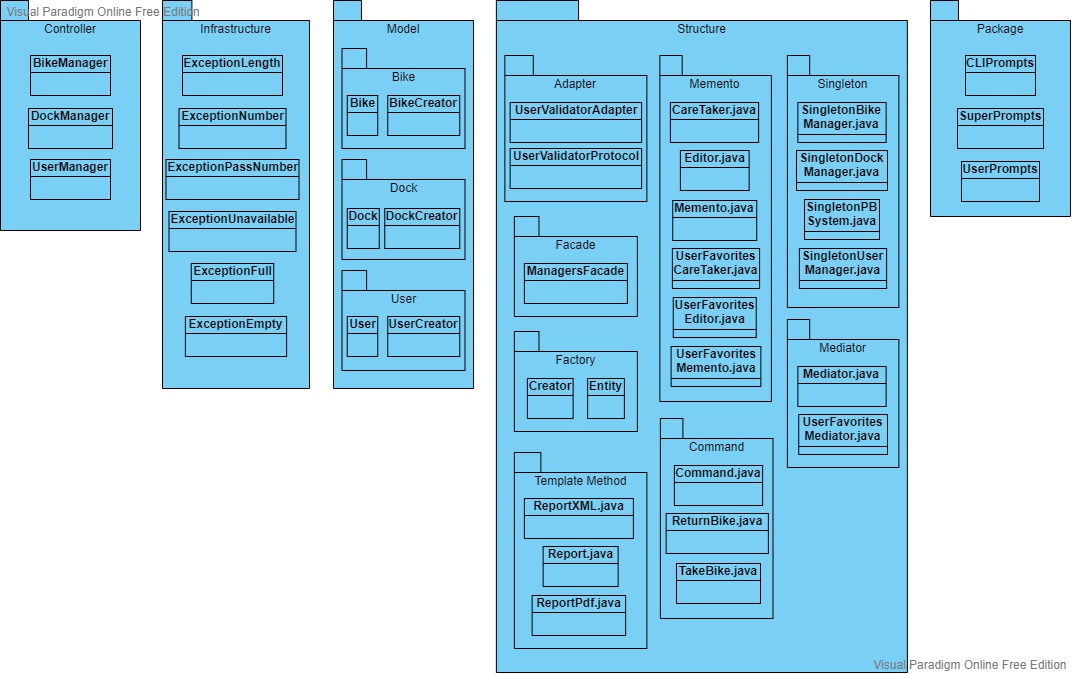 Visual Paradigm Online Free Edition
Controller
BikeManager
DockManager
UserManager
Infrastructure
ExceptionLength
ExceptionNumber
ExceptionPassNumber
ExceptionUnavailable
ExceptionFull
ExceptionEmpty
Model
Bike
Bike
BikeCreator
Dock
Dock
DockCreator
User
User
UserCreator
Structure
Adapter
UserValidatorAdapter
UserValidatorProtocol
Facade
ManagersFacade
Factory
Creator
Entity
Template Method
ReportXML.java
Report.java
ReportPdf.java
Memento
CareTaker.java
Editor.java
Memento.java
UserFavorites
CareTaker.java
UserFavorites
Editor.java
UserFavorites
Memento.java
Command
Command.java
ReturnBike.java
TakeBike.java
Singleton
SingletonBike
Manager.java
SingletonDock
Manager.java
SingletonPB
System.java
SingletonUser
Manager.java
Mediator
Mediator.java
UserFavorites
Mediator.java
Package
CLIPrompts
SuperPrompts
UserPrompts
Visual Paradigm Online Free Edition